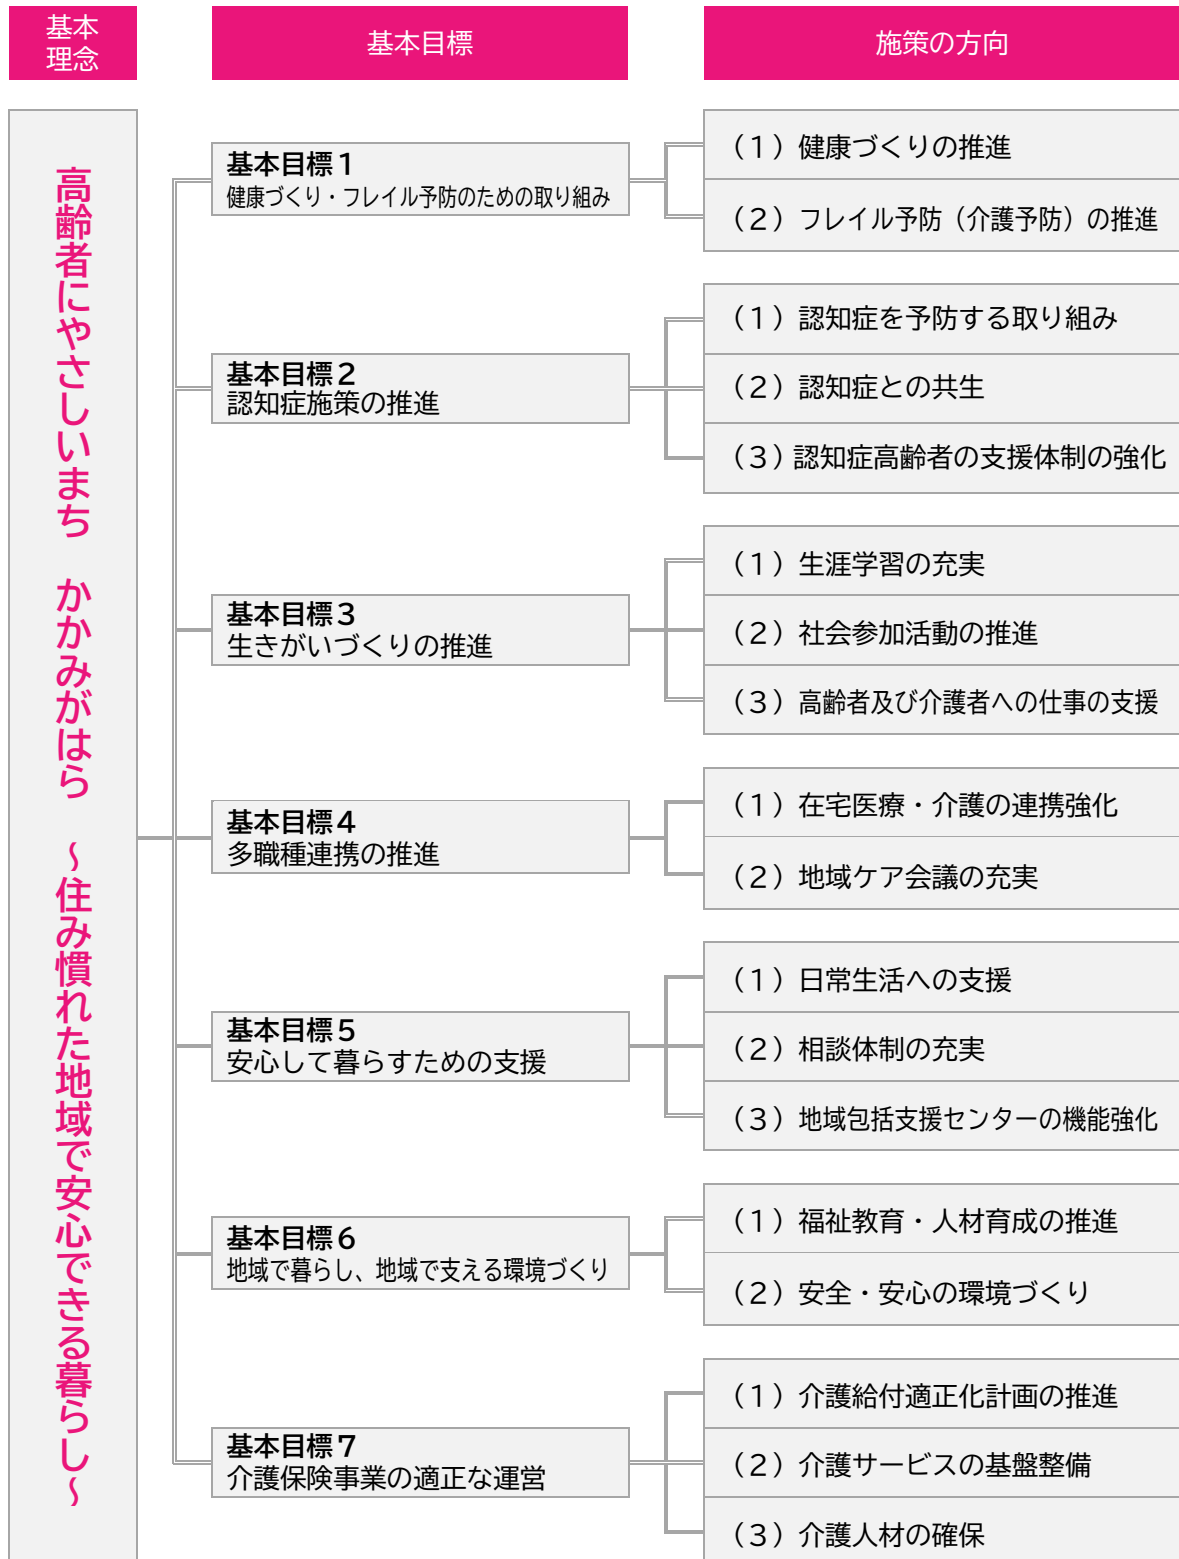 基本
理念
基本目標
施策の方向
高齢者にやさしいまち　かかみがはら　～住み慣れた地域で安心できる暮らし～
基本目標１
健康づくり・フレイル予防のための取り組み
（１）健康づくりの推進
（２）フレイル予防（介護予防）の推進
基本目標２
認知症施策の推進
（１）認知症を予防する取り組み
（２）認知症との共生
（３）認知症高齢者の支援体制の強化
基本目標３
生きがいづくりの推進
（１）生涯学習の充実
（２）社会参加活動の推進
（３）高齢者及び介護者への仕事の支援
基本目標４
多職種連携の推進
（１）在宅医療・介護の連携強化
（２）地域ケア会議の充実
基本目標５
安心して暮らすための支援
（１）日常生活への支援
（２）相談体制の充実
（３）地域包括支援センターの機能強化
基本目標６
地域で暮らし、地域で支える環境づくり
（１）福祉教育・人材育成の推進
（２）安全・安心の環境づくり
基本目標７
介護保険事業の適正な運営
（１）介護給付適正化計画の推進
（２）介護サービスの基盤整備
（３）介護人材の確保